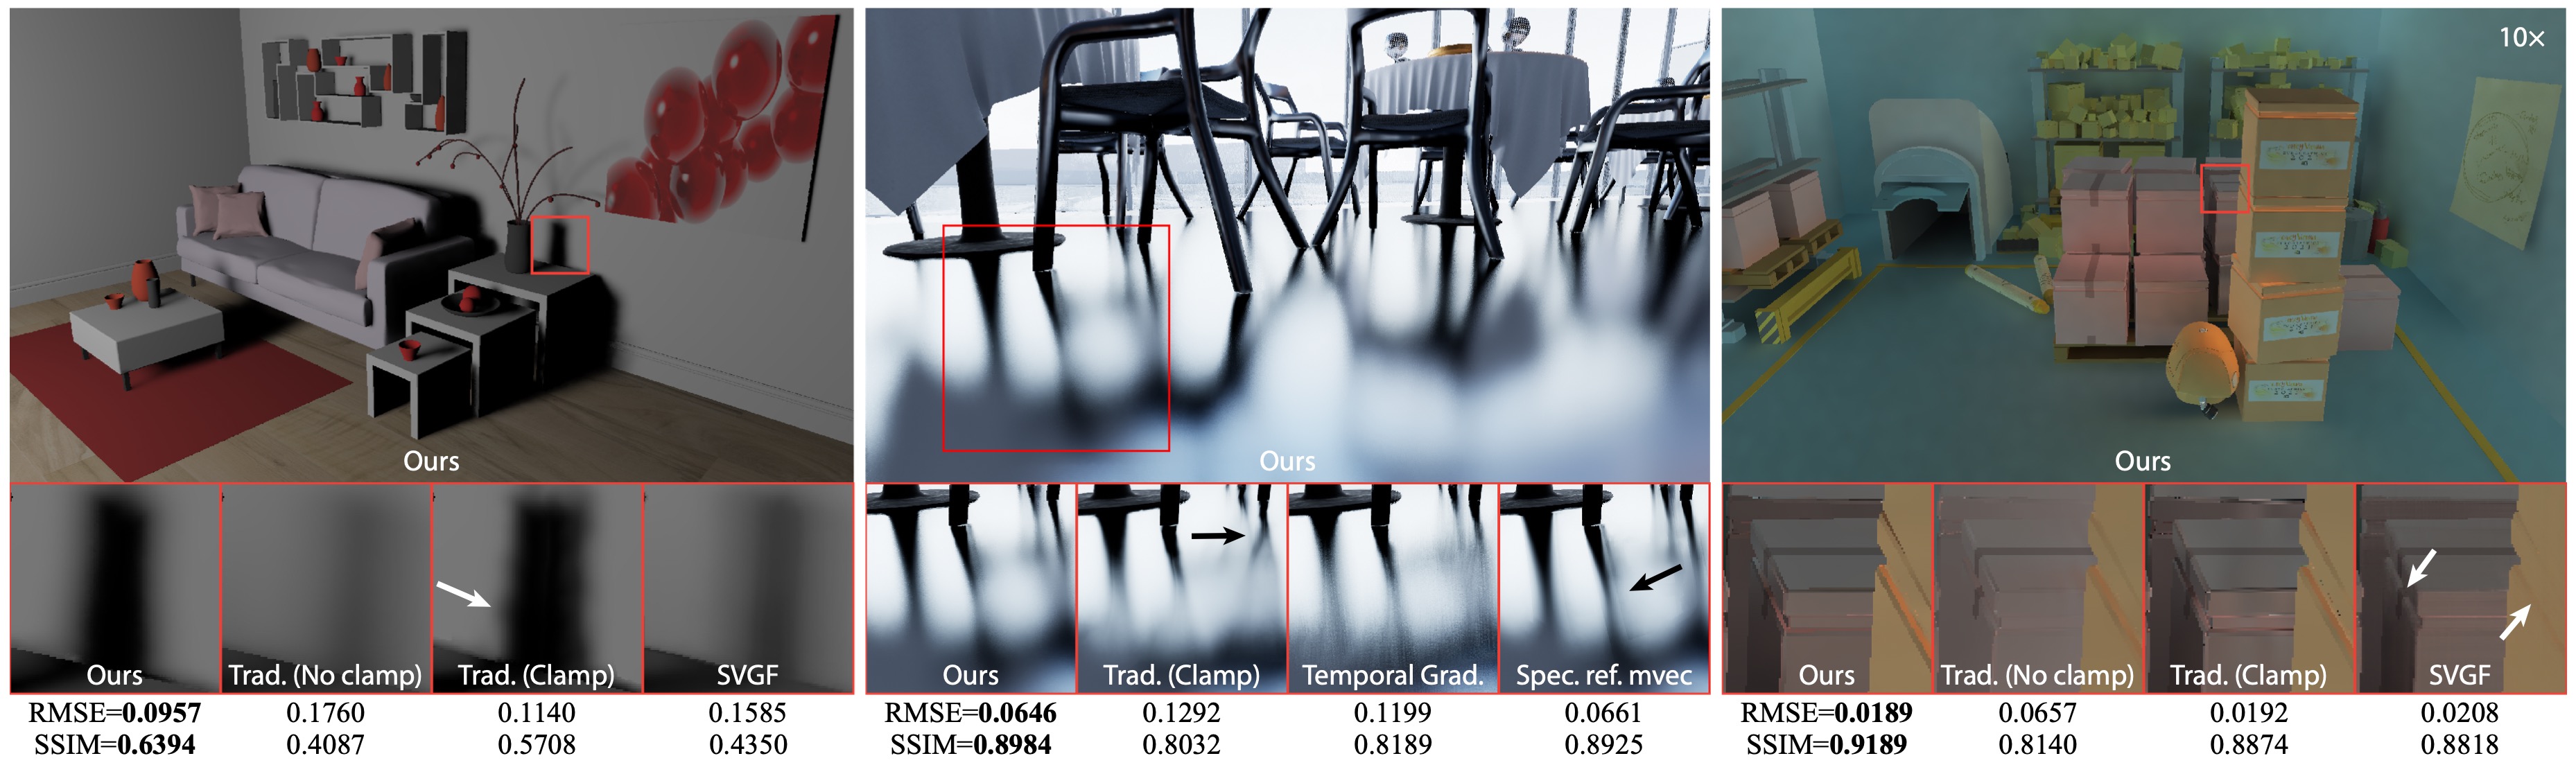 10×
Ours
Ours
Ours
Ours Trad. (No clamp) Trad. (Clamp) SVGF
Ours Trad. (Clamp) Temporal Grad. Spec. ref. mvec
Ours Trad. (No clamp) Trad. (Clamp) SVGF
RMSE=0.0957 0.1760 0.1140 0.1585
SSIM=0.6394 0.4087 0.5708 0.4350
RMSE=0.0646 0.1292 0.1199 0.0661
SSIM=0.8984 0.8032 0.8189 0.8925
RMSE=0.0189 0.0657 0.0192 0.0208
SSIM=0.9189 0.8140 0.8874 0.8818